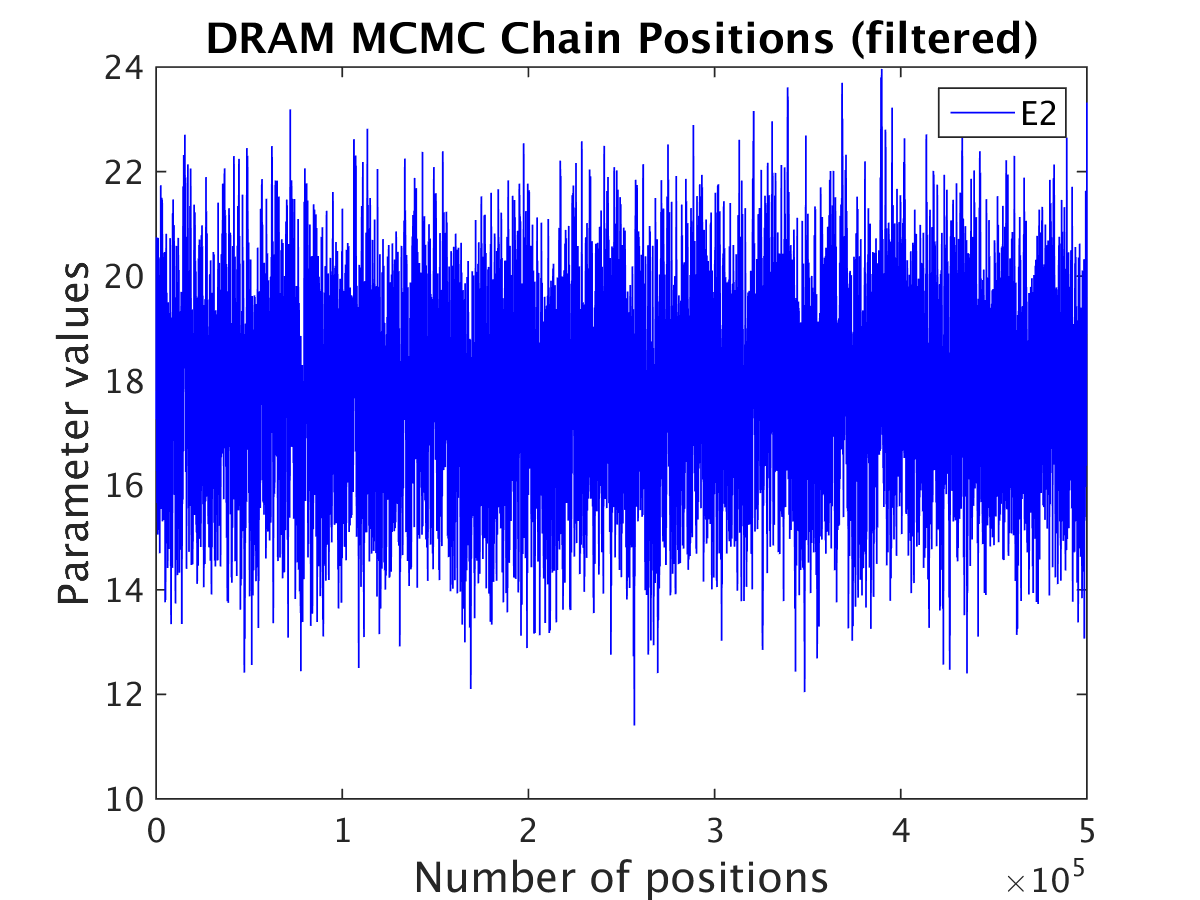 DRAM MCMC Chain Positions (filtered)
24
22
20
18
16
14
12
10
Parameter values
E2
0 1 2 3 4 5
×10^5
Number of positions